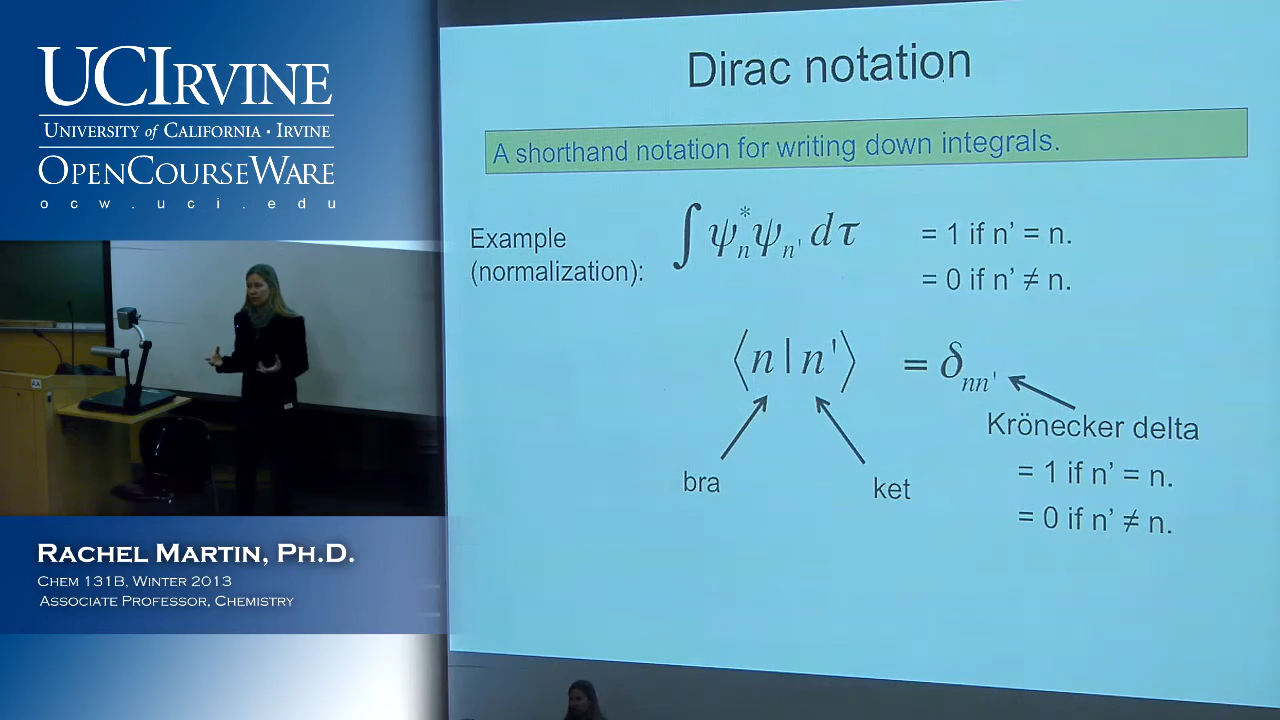 UCIRVINE
UNIVERSITY of CALIFORNIA • IRVINE
OPENCOURSEWARE
ocw.uci.edu
RACHEL MARTIN, PH.D.
CHEM 131B, WINTER 2013
ASSOCIATE PROFESSOR, CHEMISTRY
Dirac notation
A shorthand notation for writing down integrals.
Example
(normalization):
∫ψₙ*ψₙ' dτ
= 1 if n' = n.
= 0 if n' ≠ n.
⟨n | n'⟩ = δₙₙ'
bra
ket
Krönecker delta
= 1 if n' = n.
= 0 if n' ≠ n.